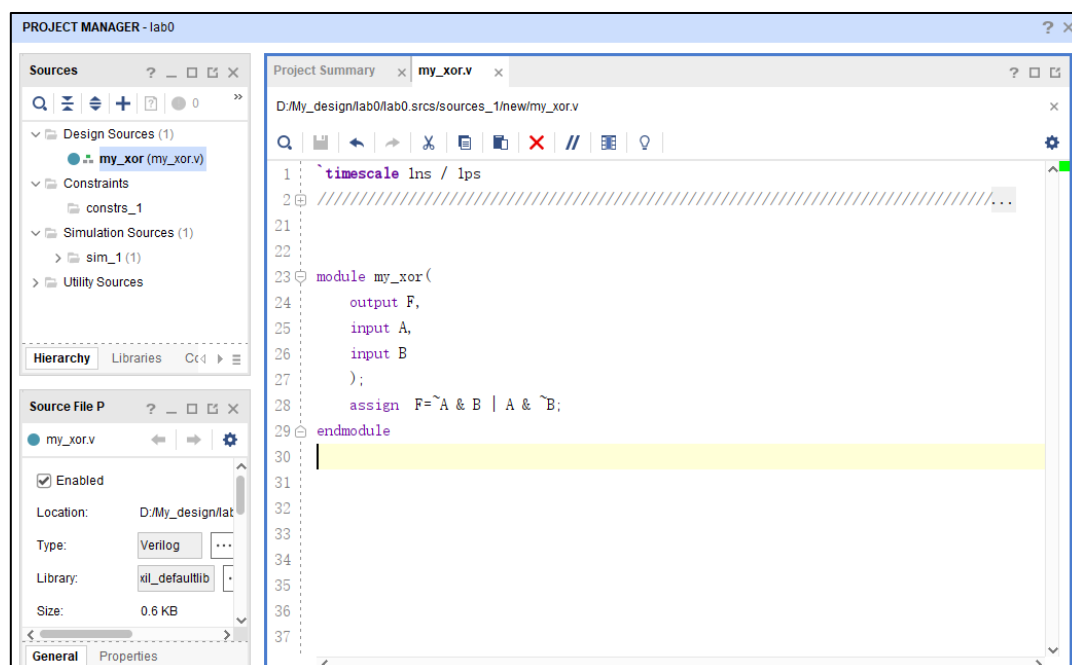 PROJECT MANAGER - lab0
Sources
0
Design Sources (1)
my_xor (my_xor.v)
Constraints
constrs_1
Simulation Sources (1)
sim_1 (1)
Utility Sources
Hierarchy Libraries Co
Source File P
my_xor.v
Enabled
Location: D:/My_design/lab
Type: Verilog ...
Library: xil_defaultlib
Size: 0.6 KB
General Properties
Project Summary my_xor.v
D:/My_design/lab0/lab0.srcs/sources_1/new/my_xor.v
1 `timescale 1ns / 1ps
2 //////////////////////////////////////////////////////////////////////////////////...
21
22
23 module my_xor(
24 output F,
25 input A,
26 input B
27 );
28 assign F=~A & B | A & ~B;
29 endmodule
30
31
32
33
34
35
36
37